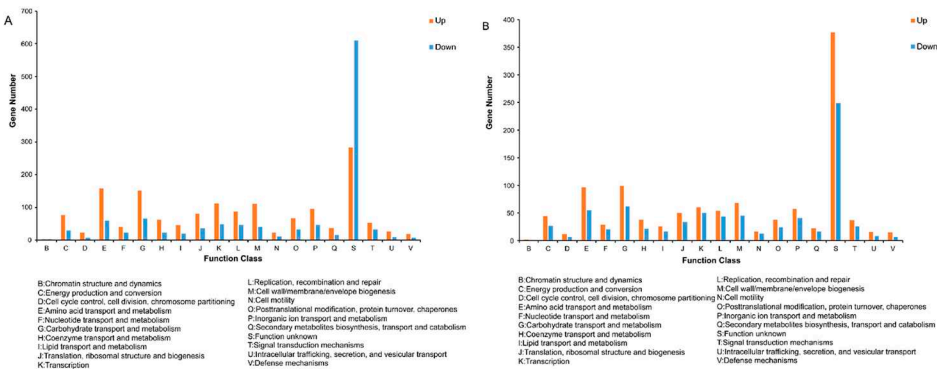 A
700
600
500
400
300
200
100
0
Gene Number
Up
Down
B C D E F G H I J K L M N O P Q S T U V
Function Class
B:Chromatin structure and dynamics
C:Energy production and conversion
D:Cell cycle control, cell division, chromosome partitioning
E:Amino acid transport and metabolism
F:Nucleotide transport and metabolism
G:Carbohydrate transport and metabolism
H:Coenzyme transport and metabolism
I:Lipid transport and metabolism
J:Translation, ribosomal structure and biogenesis
K:Transcription
L:Replication, recombination and repair
M:Cell wall/membrane/envelope biogenesis
N:Cell motility
O:Posttranslational modification, protein turnover, chaperones
P:Inorganic ion transport and metabolism
Q:Secondary metabolites biosynthesis, transport and catabolism
S:Function unknown
T:Signal transduction mechanisms
U:Intracellular trafficking, secretion, and vesicular transport
V:Defense mechanisms
B
400
350
300
250
200
150
100
50
0
Gene Number
Up
Down
B C D E F G H I J K L M N O P Q S T U V
Function Class
B:Chromatin structure and dynamics
C:Energy production and conversion
D:Cell cycle control, cell division, chromosome partitioning
E:Amino acid transport and metabolism
F:Nucleotide transport and metabolism
G:Carbohydrate transport and metabolism
H:Coenzyme transport and metabolism
I:Lipid transport and metabolism
J:Translation, ribosomal structure and biogenesis
K:Transcription
L:Replication, recombination and repair
M:Cell wall/membrane/envelope biogenesis
N:Cell motility
O:Posttranslational modification, protein turnover, chaperones
P:Inorganic ion transport and metabolism
Q:Secondary metabolites biosynthesis, transport and catabolism
S:Function unknown
T:Signal transduction mechanisms
U:Intracellular trafficking, secretion, and vesicular transport
V:Defense mechanisms